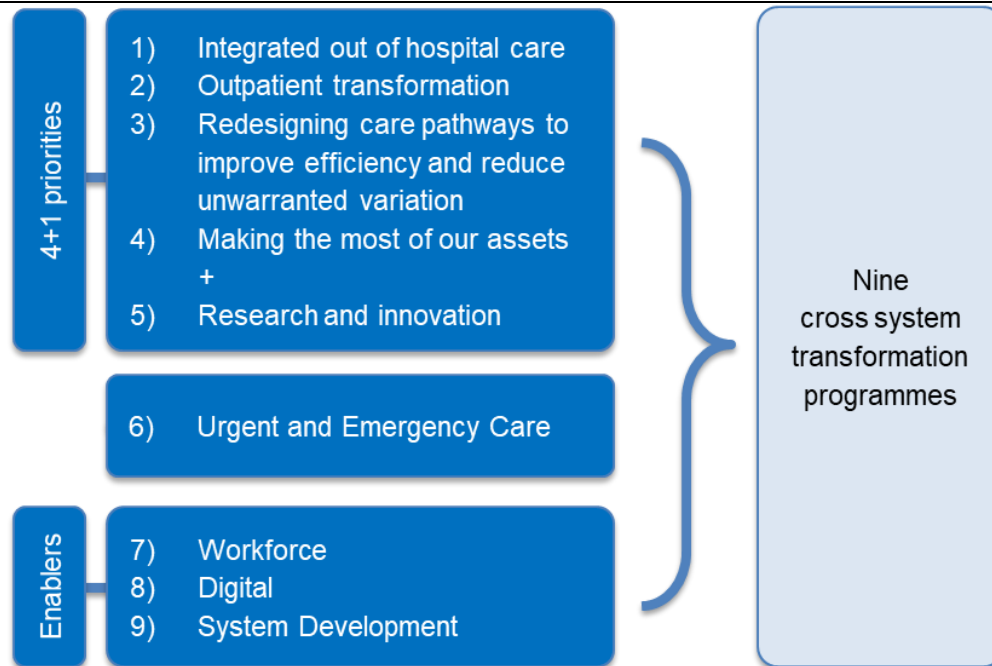 4+1 priorities
1) Integrated out of hospital care
2) Outpatient transformation
3) Redesigning care pathways to
improve efficiency and reduce
unwarranted variation
4) Making the most of our assets
+
5) Research and innovation
6) Urgent and Emergency Care
Enablers
7) Workforce
8) Digital
9) System Development
Nine
cross system
transformation
programmes